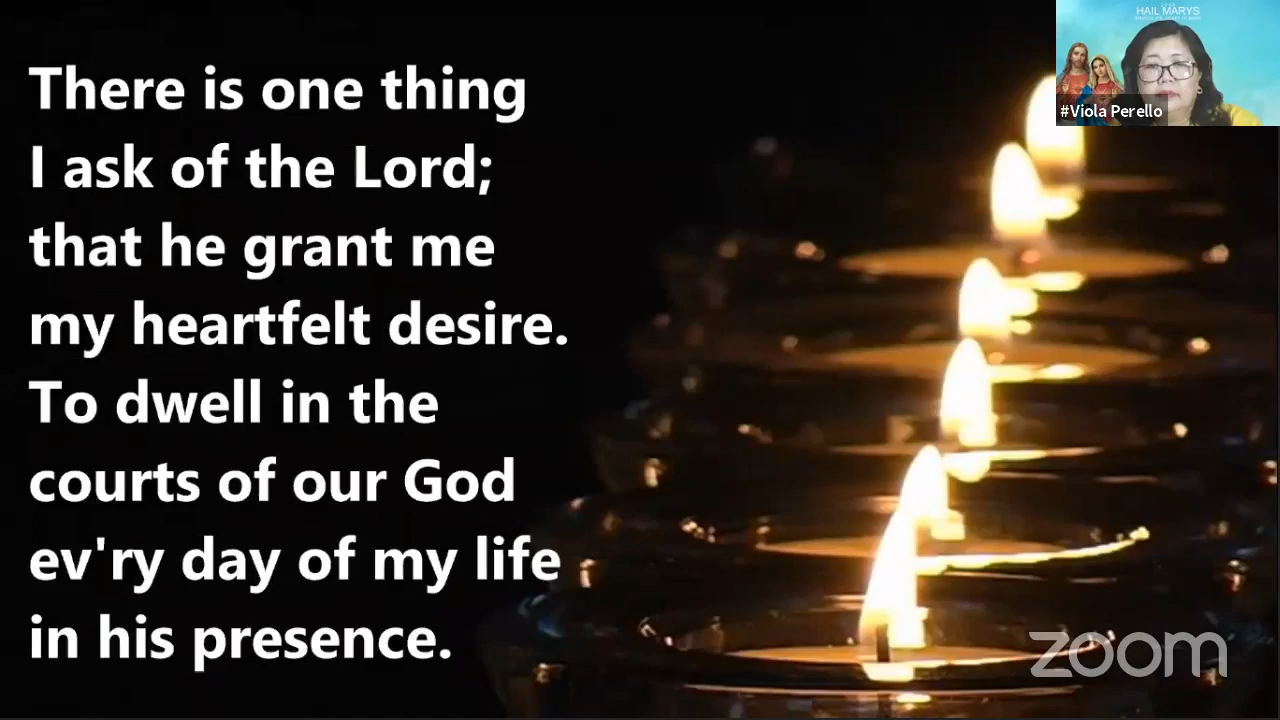 There is one thing
I ask of the Lord;
that he grant me
my heartfelt desire.
To dwell in the
courts of our God
ev'ry day of my life
in his presence.
HAIL MARYS
#Viola Perello
zoom